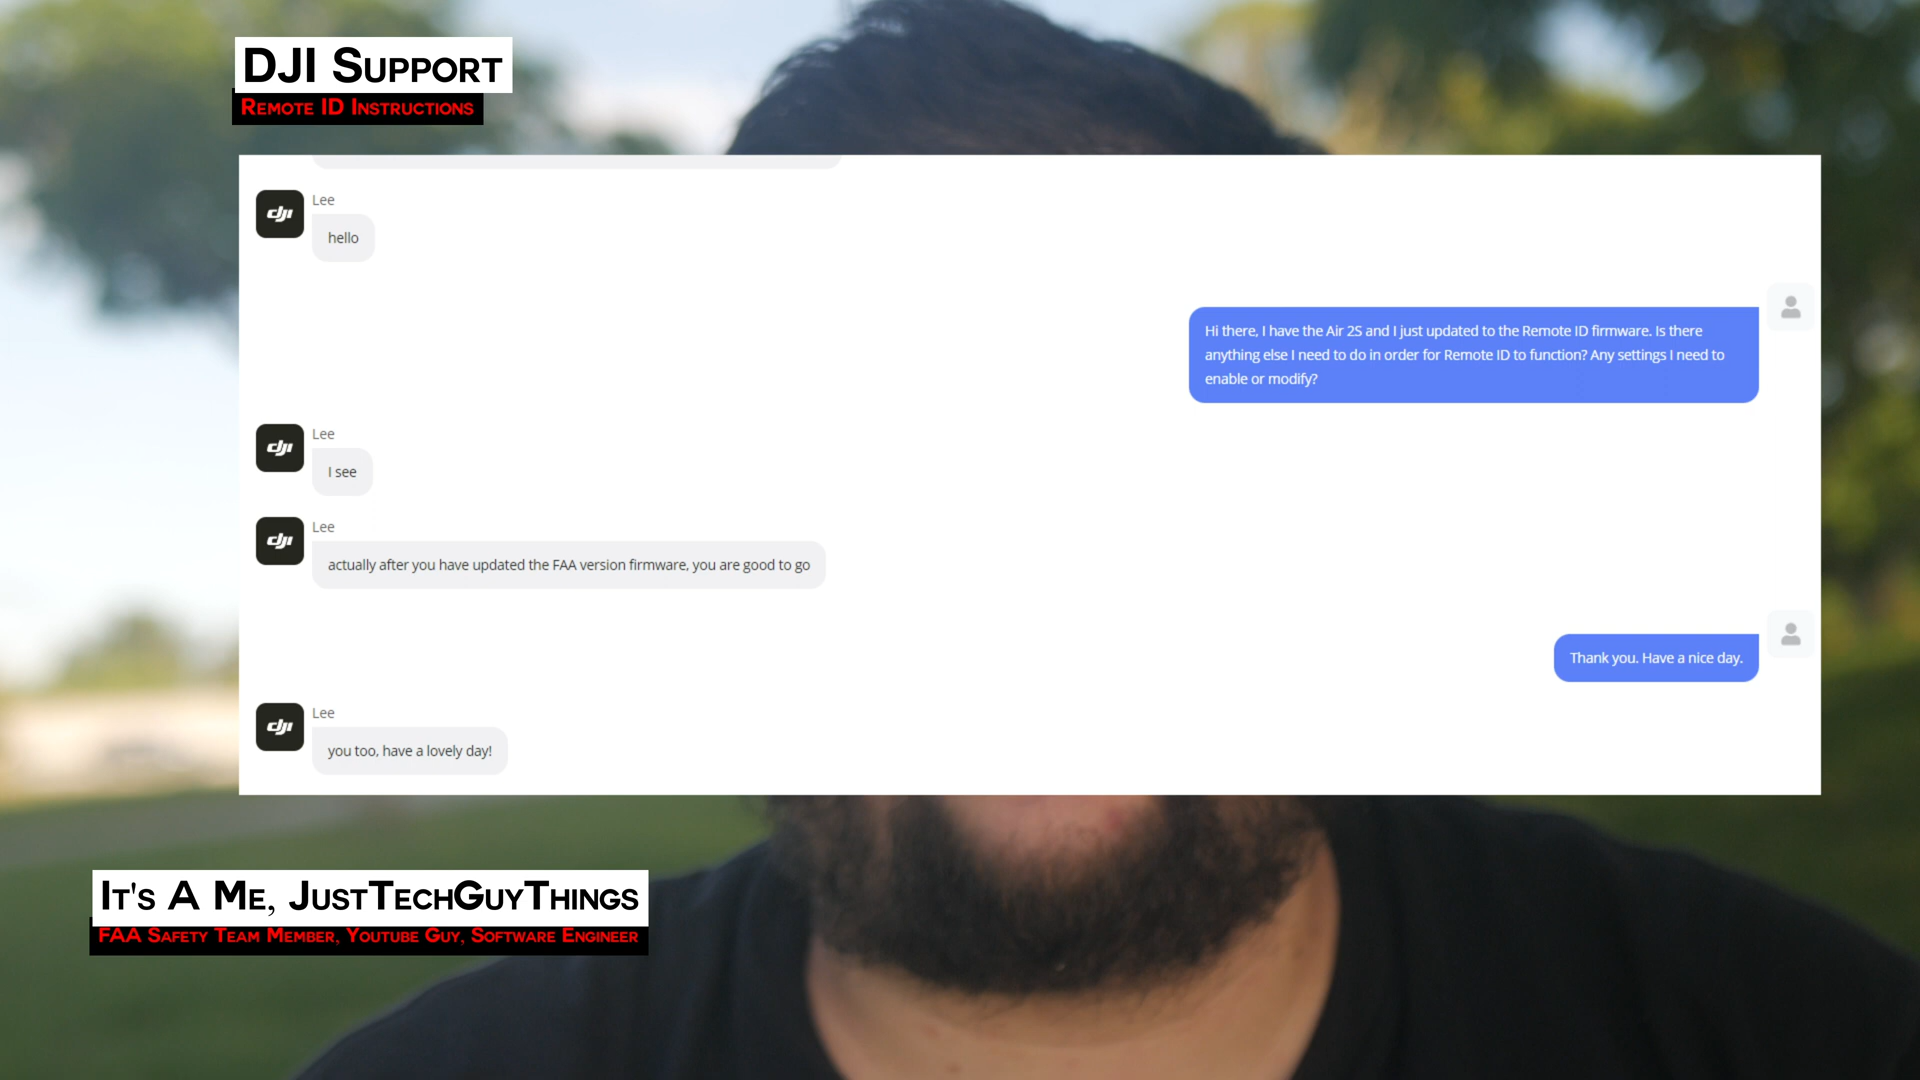 DJI Support
Remote ID Instructions
Lee
dji
hello
Hi there, I have the Air 2S and I just updated to the Remote ID firmware. Is there
anything else I need to do in order for Remote ID to function? Any settings I need to
enable or modify?
Lee
dji
I see
Lee
dji
actually after you have updated the FAA version firmware, you are good to go
Thank you. Have a nice day.
Lee
dji
you too, have a lovely day!
It's A Me, JustTechGuyThings
FAA Safety Team Member, Youtube Guy, Software Engineer